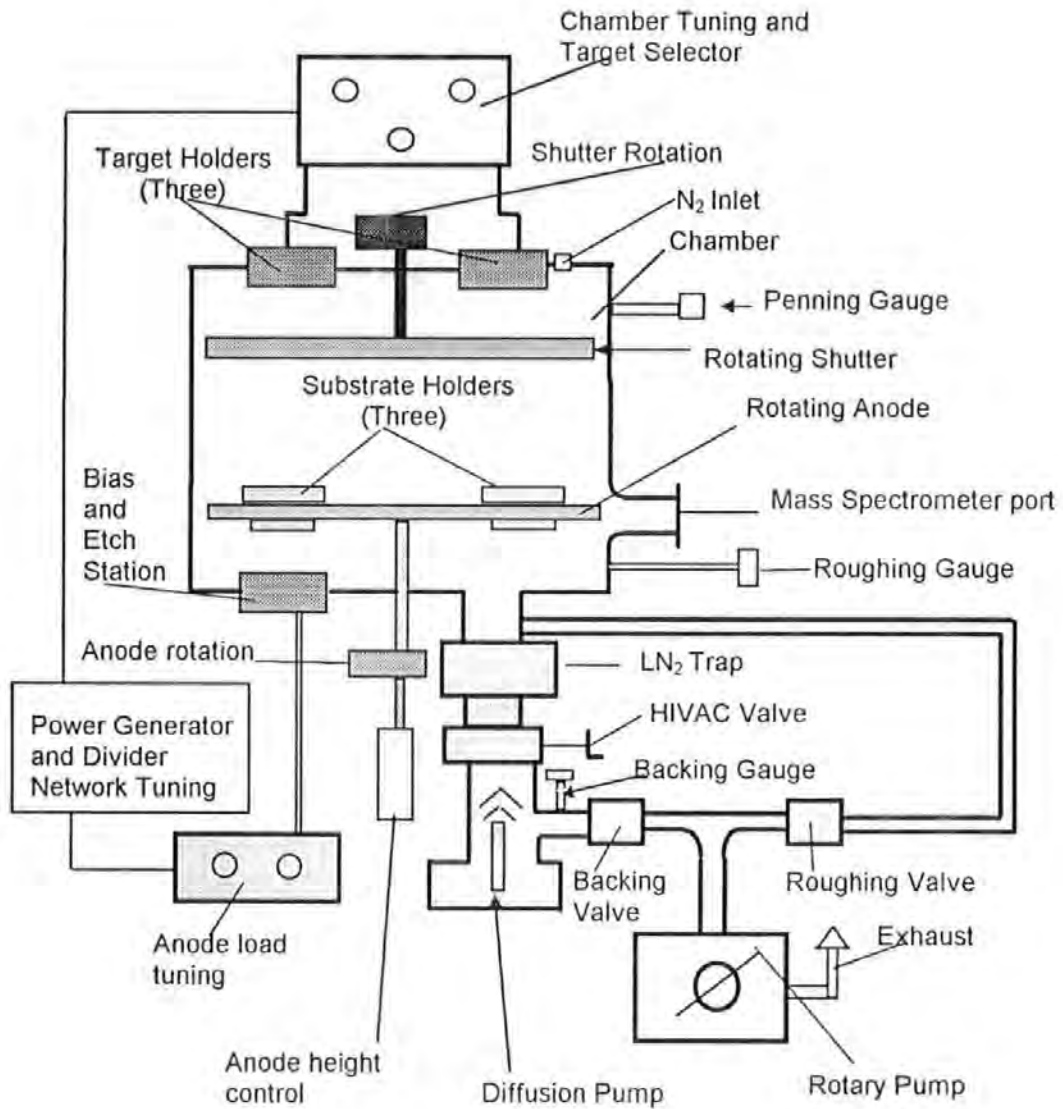 Chamber Tuning and
Target Selector
Target Holders
(Three)
Shutter Rotation
N₂ Inlet
Chamber
Penning Gauge
Rotating Shutter
Substrate Holders
(Three)
Rotating Anode
Bias
and
Etch
Station
Mass Spectrometer port
Roughing Gauge
Anode rotation
LN₂ Trap
HIVAC Valve
Power Generator
and Divider
Network Tuning
Backing Gauge
Backing
Valve
Roughing Valve
Anode load
tuning
Exhaust
Anode height
control
Diffusion Pump
Rotary Pump